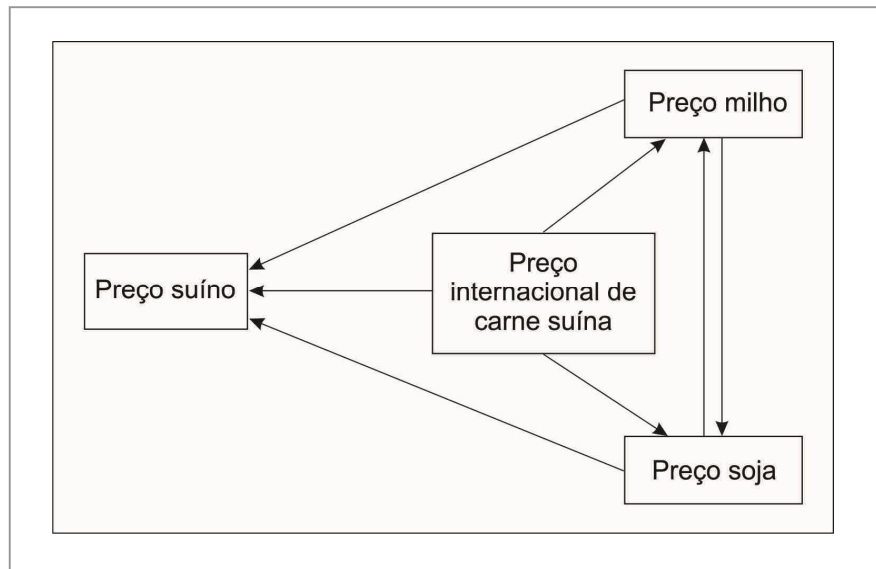 Preço milho
Preço suíno
Preço
internacional de
carne suína
Preço soja